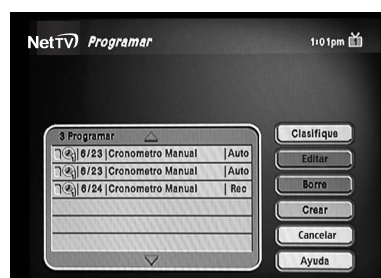 NetTV Programar 1:01pm
3 Programar
6/23 Cronometro Manual |Auto
6/23 Cronometro Manual |Auto
6/24 Cronometro Manual | Rec
Clasifique
Editar
Borre
Crear
Cancelar
Ayuda